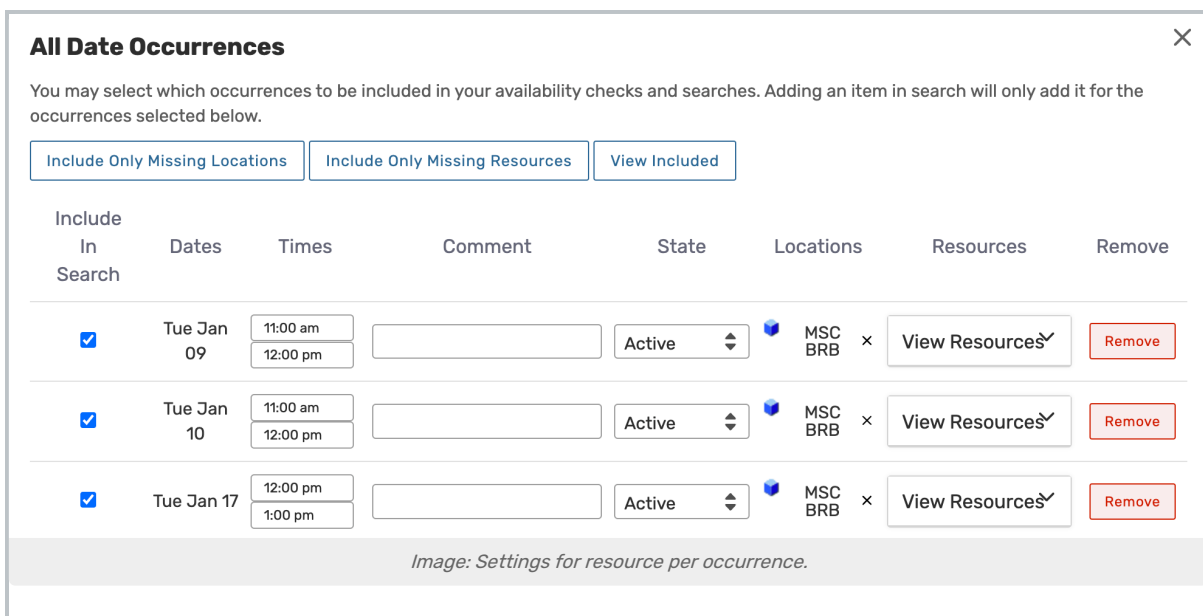 All Date Occurrences
You may select which occurrences to be included in your availability checks and searches. Adding an item in search will only add it for the
occurrences selected below.
Include Only Missing Locations Include Only Missing Resources View Included
Include
In
Search Dates Times Comment State Locations Resources Remove
Tue Jan
09
11:00 am
12:00 pm
Active
MSC
BRB
×
View Resources
Remove
Tue Jan
10
11:00 am
12:00 pm
Active
MSC
BRB
×
View Resources
Remove
Tue Jan 17
12:00 pm
1:00 pm
Active
MSC
BRB
×
View Resources
Remove
Image: Settings for resource per occurrence.